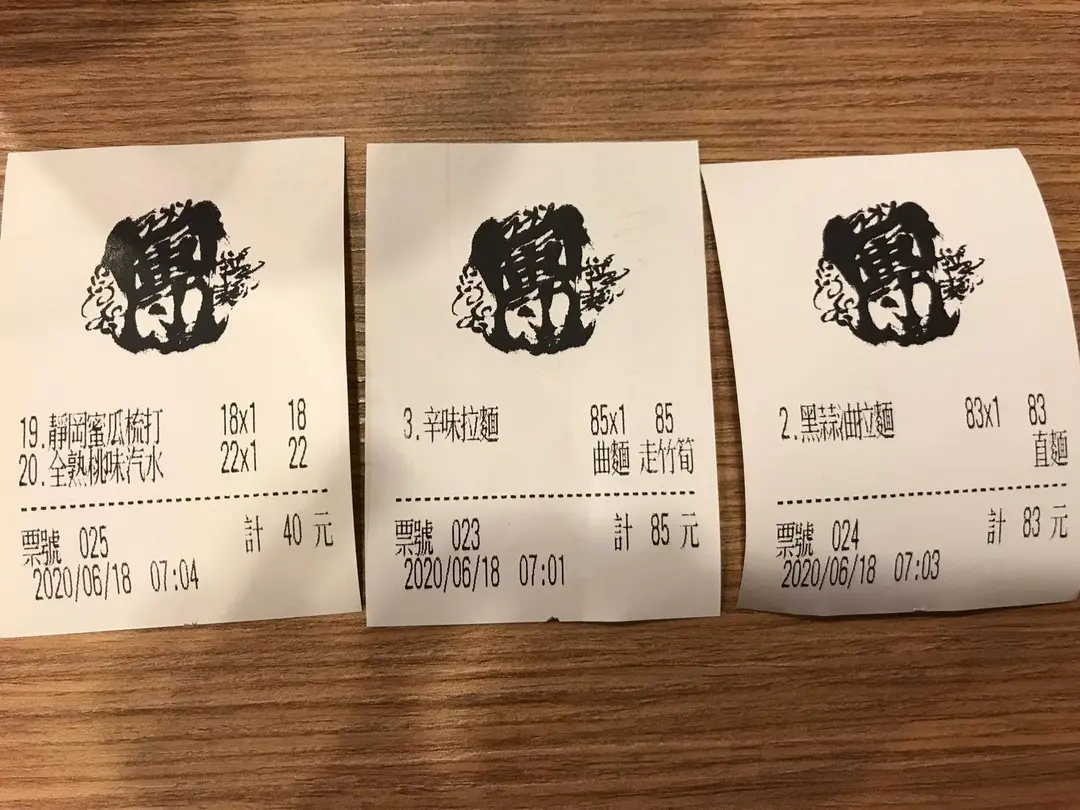 19.靜岡蜜瓜梳打 18x1 18
20.全熟桃味汽水 22x1 22
票號 025 計 40 元
2020/06/18 07:04
3.辛味拉麵 85x1 85
曲麵 走竹筍
票號 023 計 85 元
2020/06/18 07:01
2.黑蒜油拉麵 83x1 83
直麵
票號 024 計 83 元
2020/06/18 07:03